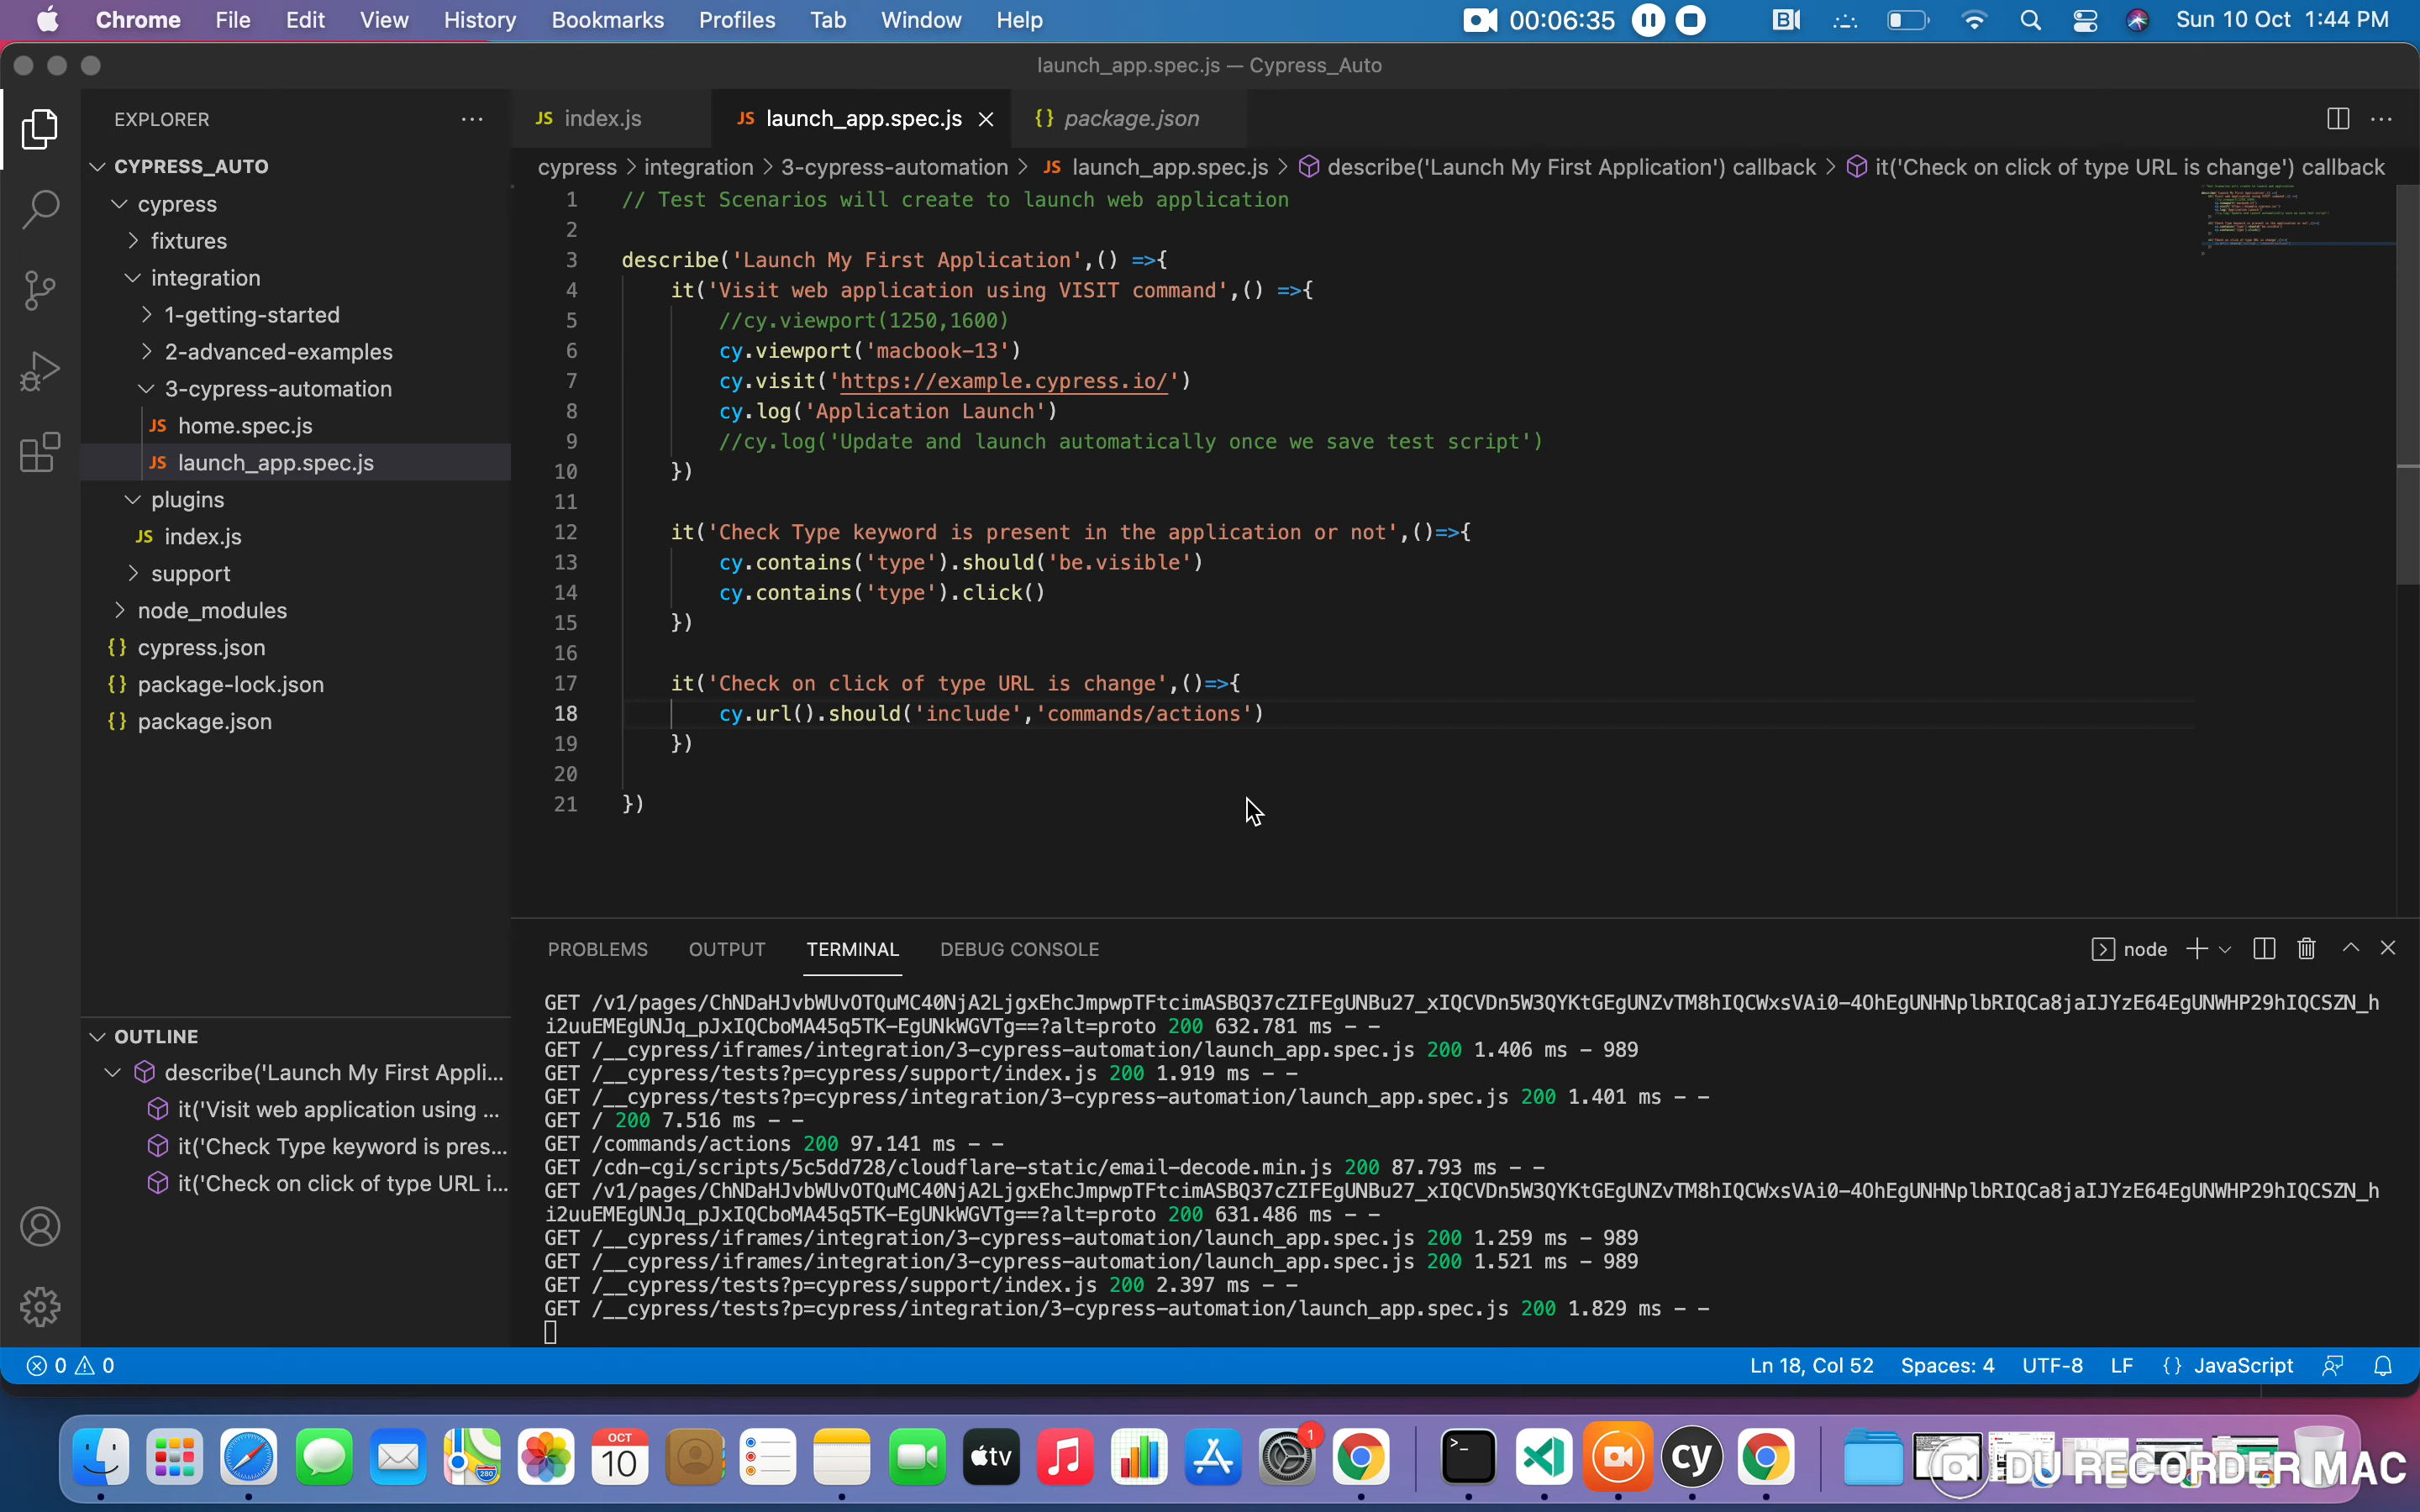 Chrome File Edit View History Bookmarks Profiles Tab Window Help 00:06:35 Sun 10 Oct 1:44 PM
launch_app.spec.js — Cypress_Auto
EXPLORER
CYPRESS_AUTO
cypress
fixtures
integration
1-getting-started
2-advanced-examples
3-cypress-automation
JS home.spec.js
JS launch_app.spec.js
plugins
JS index.js
support
node_modules
{} cypress.json
{} package-lock.json
{} package.json
OUTLINE
describe('Launch My First Appli...
it('Visit web application using ...
it('Check Type keyword is pres...
it('Check on click of type URL i...
JS index.js JS launch_app.spec.js {} package.json
cypress > integration > 3-cypress-automation > JS launch_app.spec.js > describe('Launch My First Application') callback > it('Check on click of type URL is change') callback
1 // Test Scenarios will create to launch web application
2
3 describe('Launch My First Application',() =>{
4 it('Visit web application using VISIT command',() =>{
5 //cy.viewport(1250,1600)
6 cy.viewport('macbook-13')
7 cy.visit('https://example.cypress.io/')
8 cy.log('Application Launch')
9 //cy.log('Update and launch automatically once we save test script')
10 })
11
12 it('Check Type keyword is present in the application or not',()=>{
13 cy.contains('type').should('be.visible')
14 cy.contains('type').click()
15 })
16
17 it('Check on click of type URL is change',()=>{
18 cy.url().should('include','commands/actions')
19 })
20
21 })
PROBLEMS OUTPUT TERMINAL DEBUG CONSOLE node
GET /v1/pages/ChNDaHJvbWUvOTQuMC40NjA2LjgxEhcJmpwpTFtcimASBQ37cZIFEgUNBu27_xIQCVDn5W3QYKtGEgUNZvTM8hIQCWxsVAi0-4OhEgUNHNplbRIQCa8jaIJYzE64EgUNWHP29hIQCSZN_h
i2uuEMEgUNJq_pJxIQCboMA45q5TK-EgUNkWGVTg==?alt=proto 200 632.781 ms - -
GET /__cypress/iframes/integration/3-cypress-automation/launch_app.spec.js 200 1.406 ms - 989
GET /__cypress/tests?p=cypress/support/index.js 200 1.919 ms - -
GET /__cypress/tests?p=cypress/integration/3-cypress-automation/launch_app.spec.js 200 1.401 ms - -
GET / 200 7.516 ms - -
GET /commands/actions 200 97.141 ms - -
GET /cdn-cgi/scripts/5c5dd728/cloudflare-static/email-decode.min.js 200 87.793 ms - -
GET /v1/pages/ChNDaHJvbWUvOTQuMC40NjA2LjgxEhcJmpwpTFtcimASBQ37cZIFEgUNBu27_xIQCVDn5W3QYKtGEgUNZvTM8hIQCWxsVAi0-4OhEgUNHNplbRIQCa8jaIJYzE64EgUNWHP29hIQCSZN_h
i2uuEMEgUNJq_pJxIQCboMA45q5TK-EgUNkWGVTg==?alt=proto 200 631.486 ms - -
GET /__cypress/iframes/integration/3-cypress-automation/launch_app.spec.js 200 1.259 ms - 989
GET /__cypress/iframes/integration/3-cypress-automation/launch_app.spec.js 200 1.521 ms - 989
GET /__cypress/tests?p=cypress/support/index.js 200 2.397 ms - -
GET /__cypress/tests?p=cypress/integration/3-cypress-automation/launch_app.spec.js 200 1.829 ms - -
0 0 Ln 18, Col 52 Spaces: 4 UTF-8 LF {} JavaScript
OCT
10
tv
280
1
cy
DU RECORDER MAC